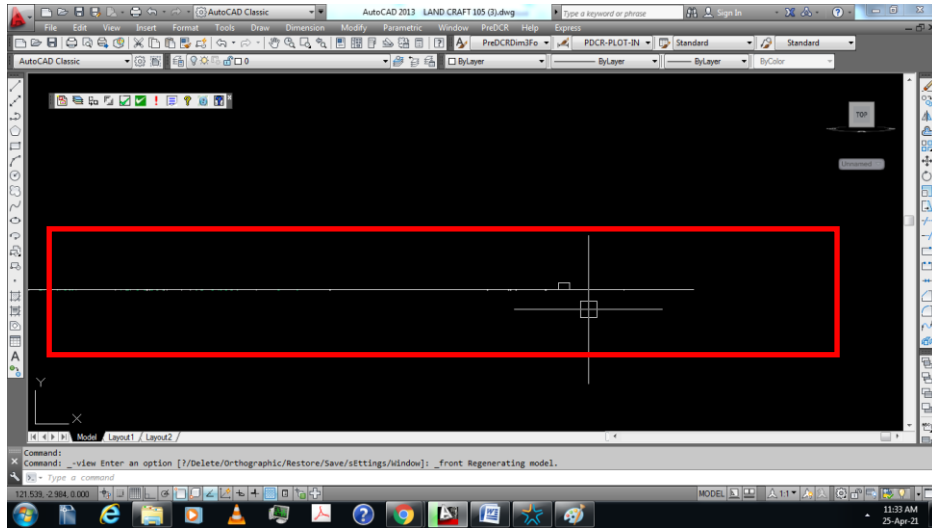 AutoCAD Classic AutoCAD 2013 LAND CRAFT 105 (3).dwg Type a keyword or phrase Sign In
File Edit View Insert Format Tools Draw Dimension Modify Parametric Window PreDCR Help Express
PreDCRDim3Fo PDCR-PLOT-IN Standard Standard
AutoCAD Classic 0 ByLayer ByLayer ByLayer ByColor
TOP
Unnamed
Y
X
Model Layout1 Layout2
Command:
Command: _-view Enter an option [?/Delete/Orthographic/Restore/Save/sEttings/Window]: _front Regenerating model.
Type a command
121.539, -2.984, 0.000 MODEL 1:1
11:33 AM
25-Apr-21